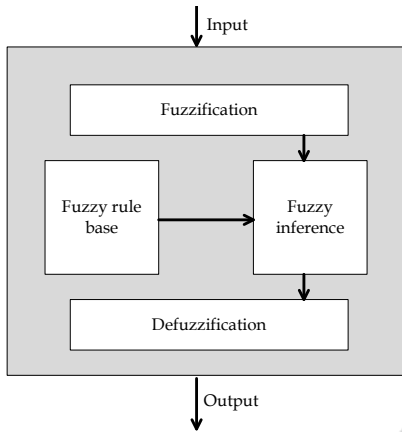 Input
Fuzzification
Fuzzy rule
base
Fuzzy
inference
Defuzzification
Output